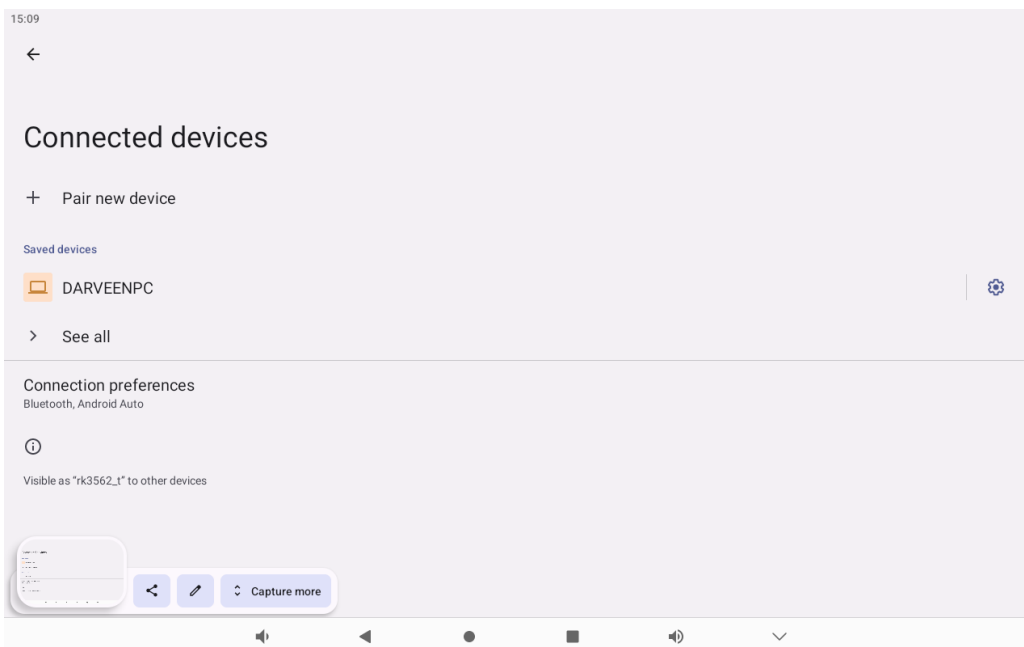 15:09
Connected devices
Pair new device
Saved devices
DARVEENPC
See all
Connection preferences
Bluetooth, Android Auto
Visible as “rk3562_t” to other devices
Capture more